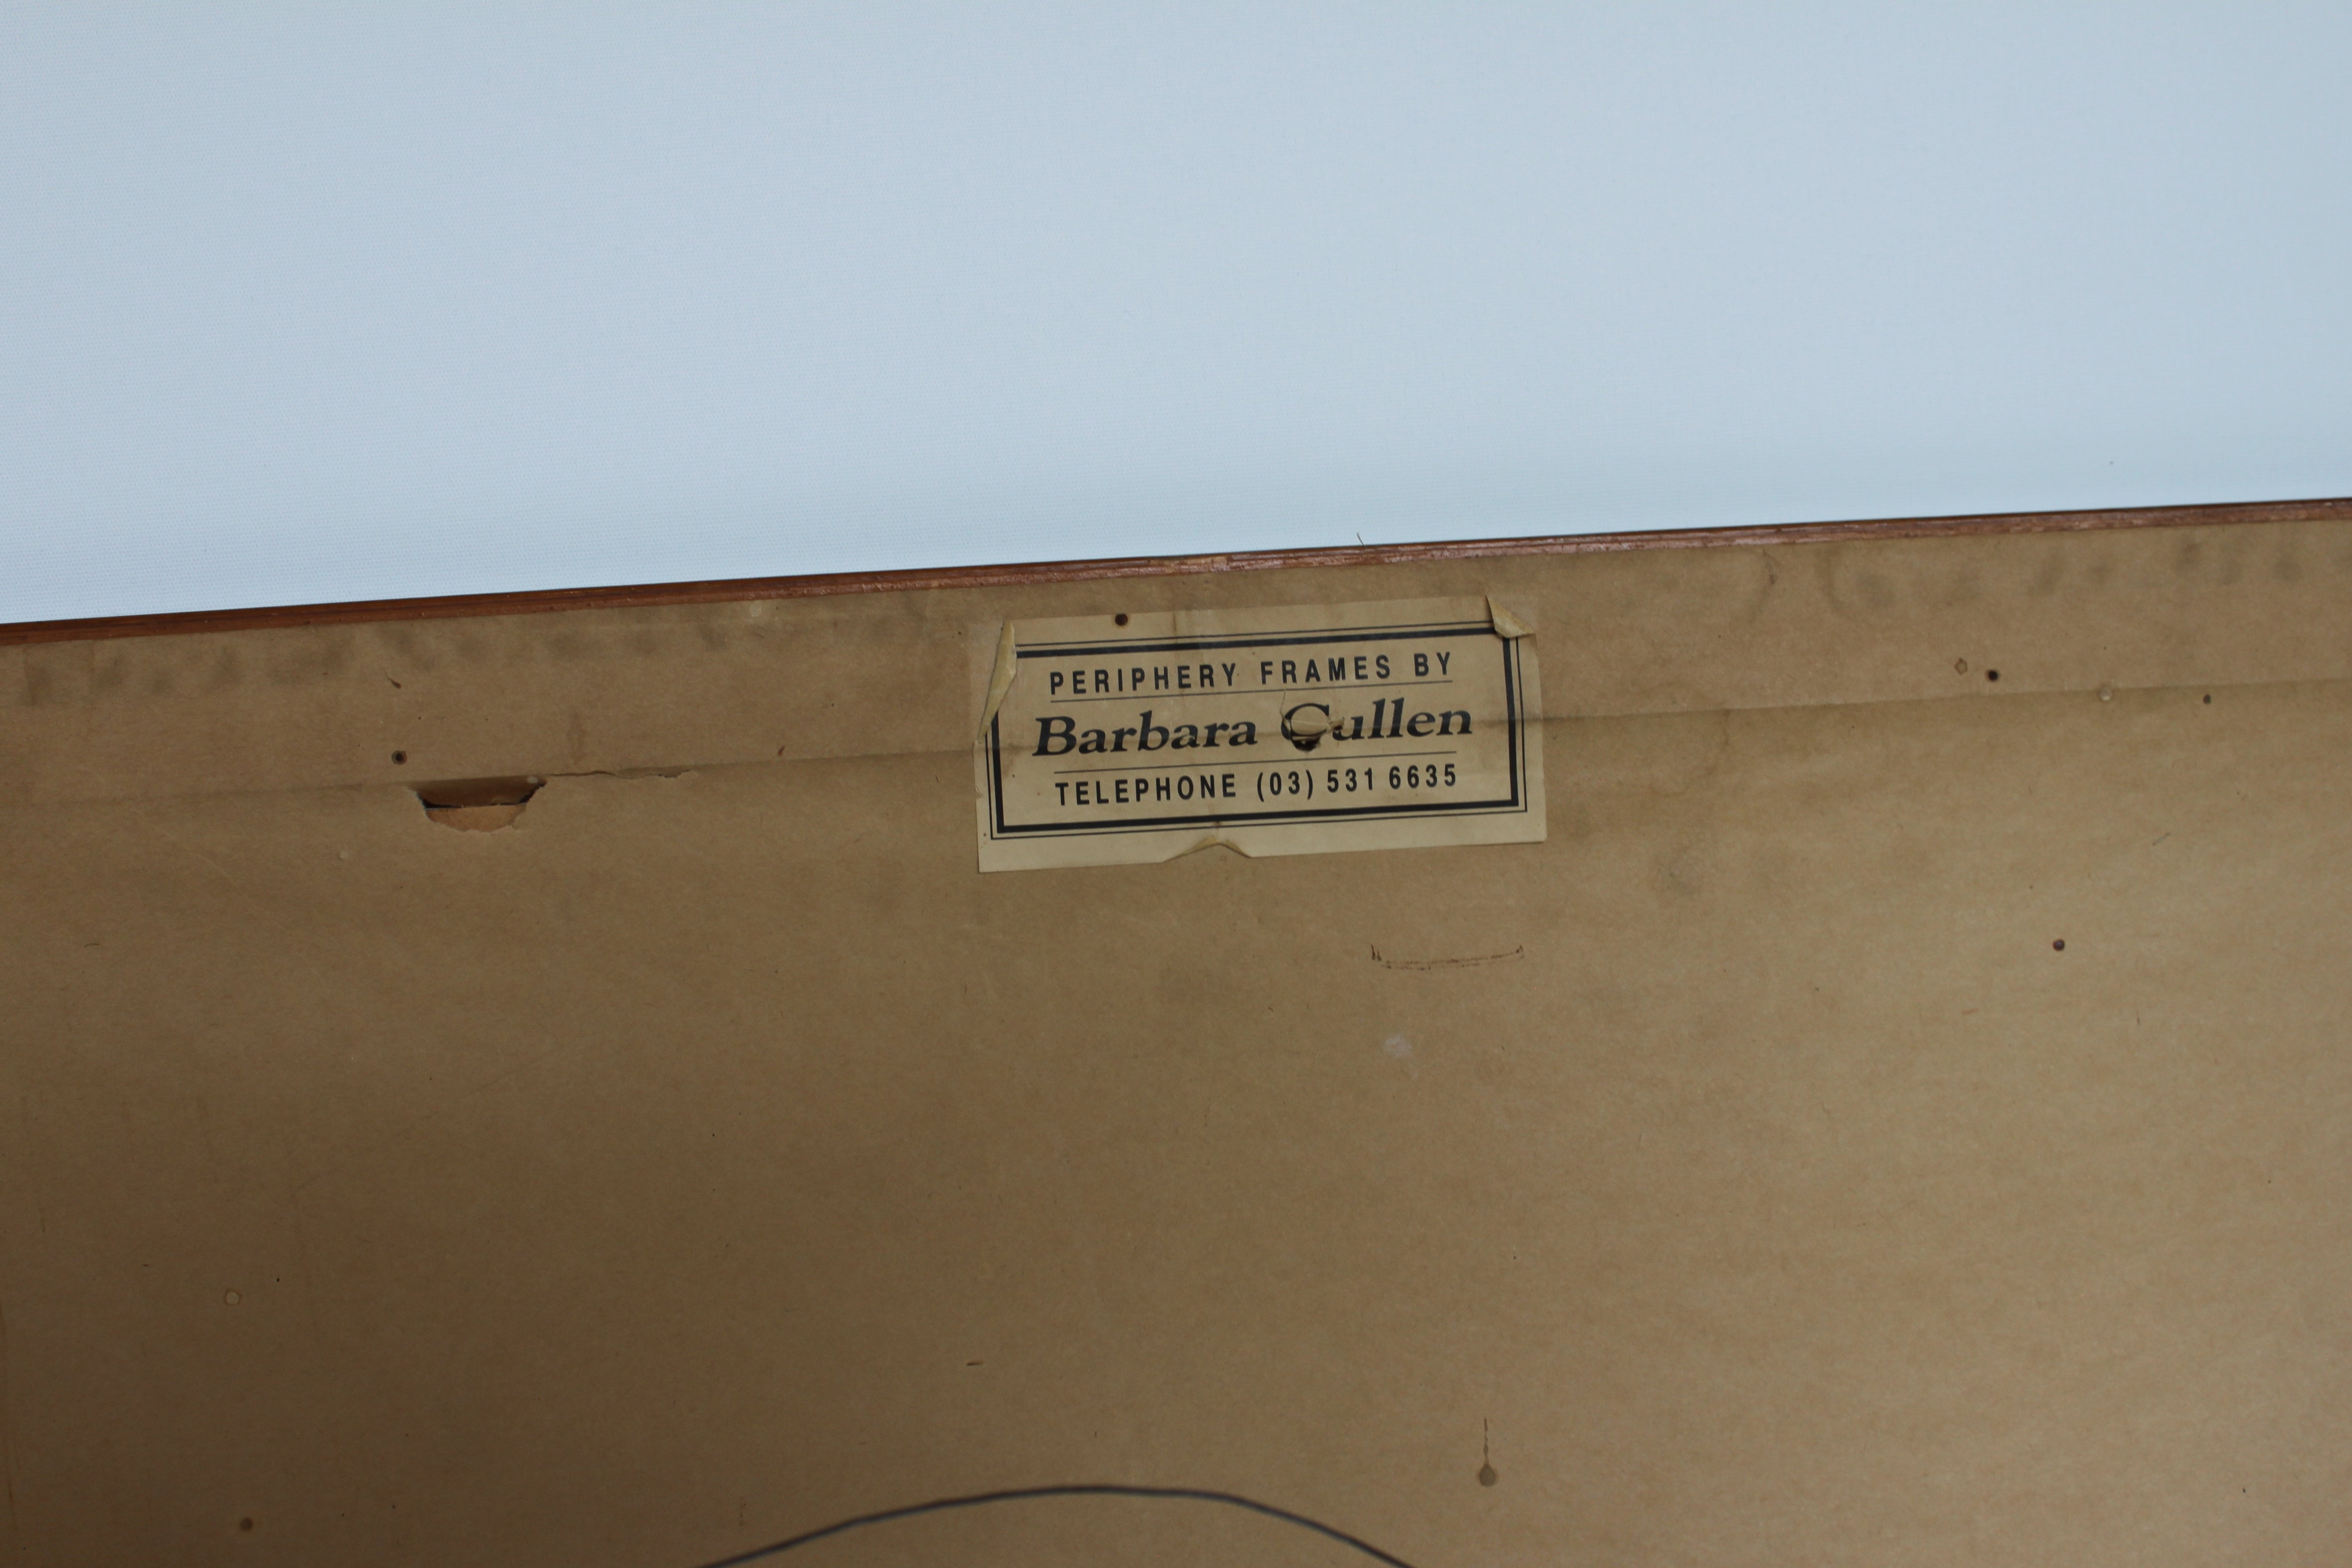 PERIPHERY FRAMES BY
Barbara Cullen
TELEPHONE (03) 531 6635